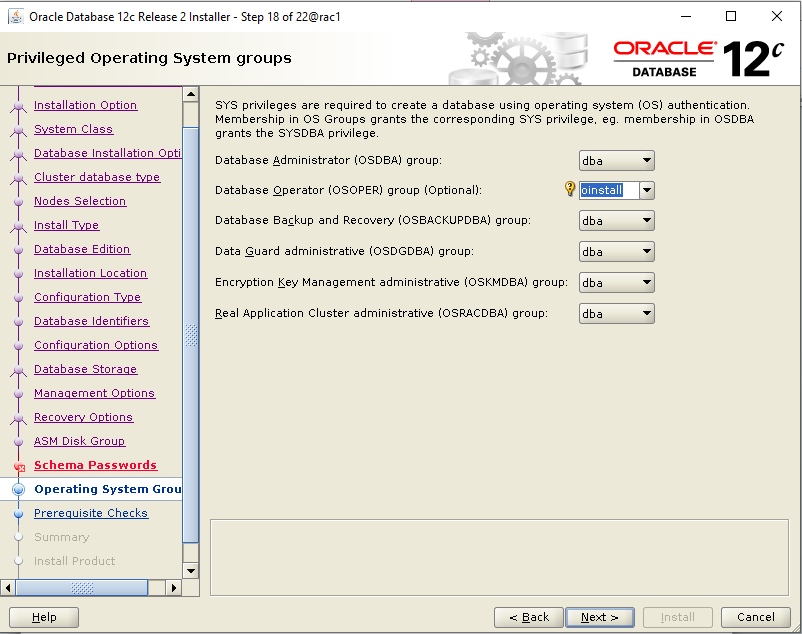 Oracle Database 12c Release 2 Installer - Step 18 of 22@rac1
Privileged Operating System groups
ORACLE®
DATABASE
12c
Installation Option
System Class
Database Installation Opti
Cluster database type
Nodes Selection
Install Type
Database Edition
Installation Location
Configuration Type
Database Identifiers
Configuration Options
Database Storage
Management Options
Recovery Options
ASM Disk Group
Schema Passwords
Operating System Grou
Prerequisite Checks
Summary
Install Product
SYS privileges are required to create a database using operating system (OS) authentication.
Membership in OS Groups grants the corresponding SYS privilege, eg. membership in OSDBA
grants the SYSDBA privilege.
Database Administrator (OSDBA) group: dba
Database Operator (OSOPER) group (Optional): oinstall
Database Backup and Recovery (OSBACKUPDBA) group: dba
Data Guard administrative (OSDGDBA) group: dba
Encryption Key Management administrative (OSKMDBA) group: dba
Real Application Cluster administrative (OSRACDBA) group: dba
Help
< Back
Next >
Install
Cancel